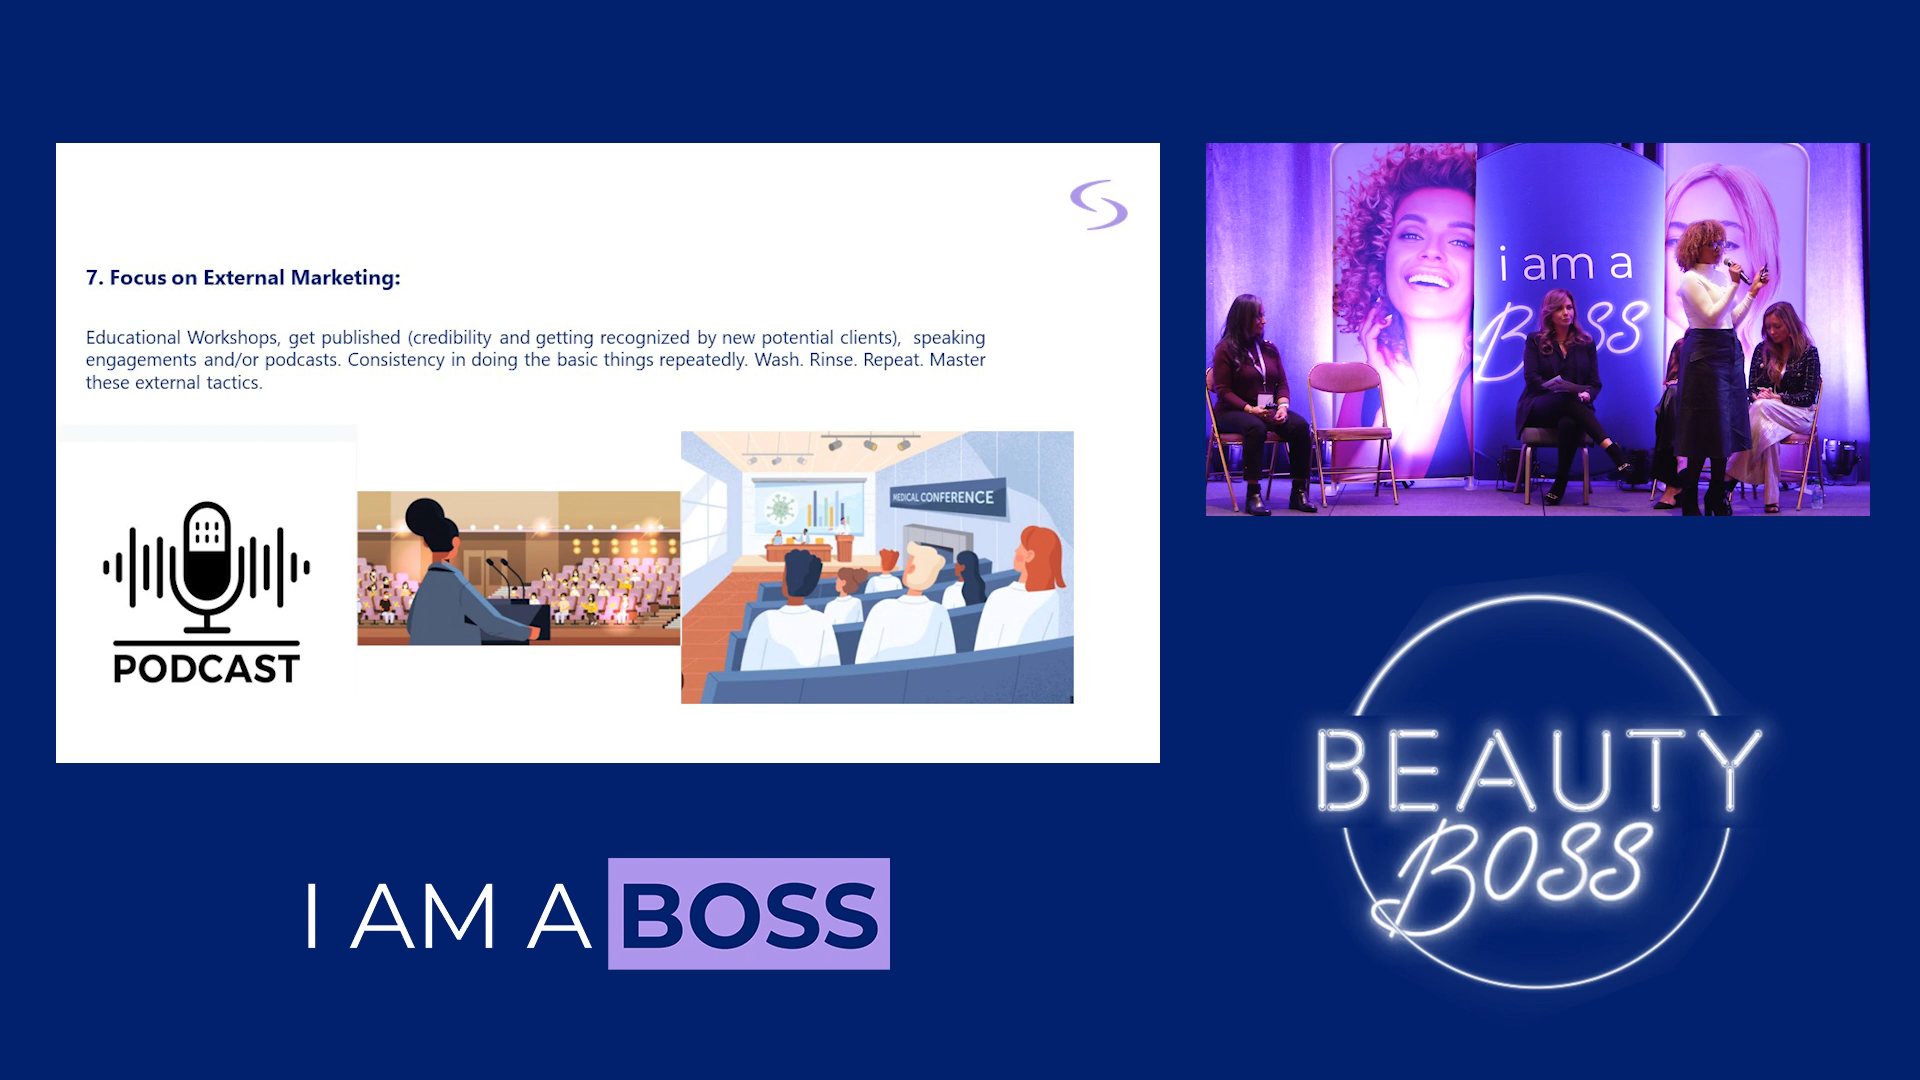 7. Focus on External Marketing:
Educational Workshops, get published (credibility and getting recognized by new potential clients), speaking
engagements and/or podcasts. Consistency in doing the basic things repeatedly. Wash. Rinse. Repeat. Master
these external tactics.
PODCAST
MEDICAL CONFERENCE
i am a
BOSS
I AM A BOSS
BEAUTY
BOSS